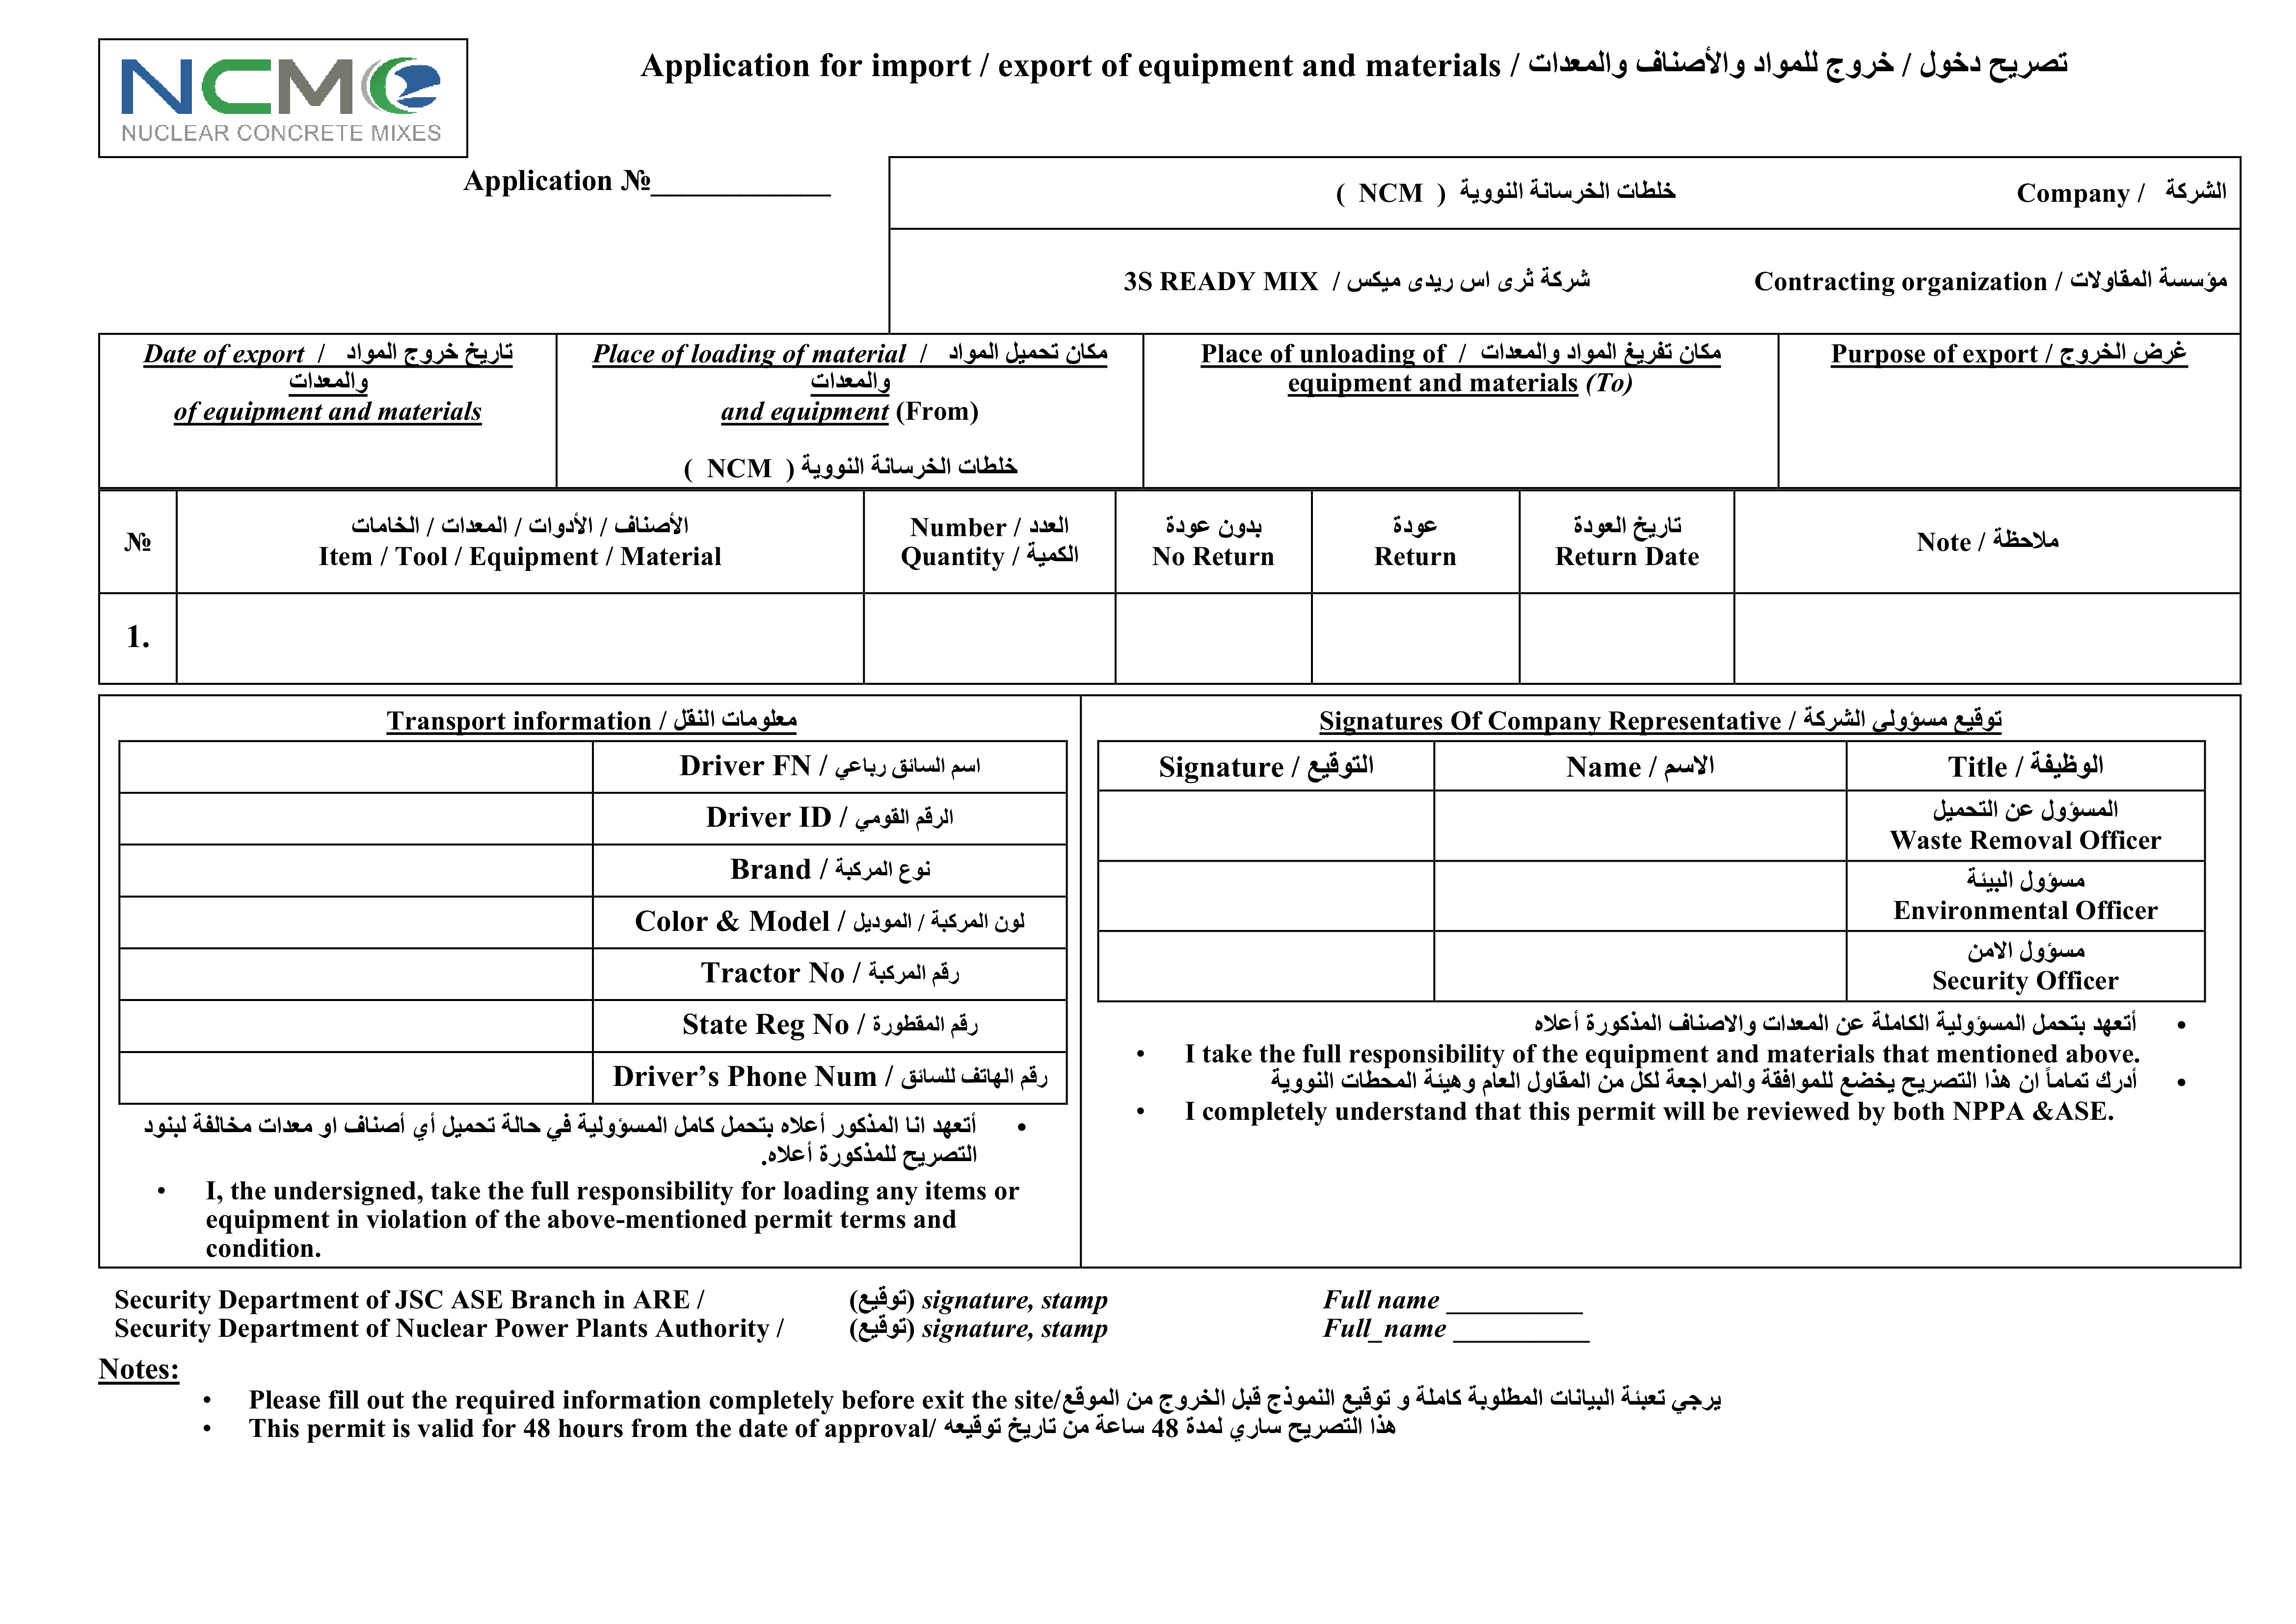 NCM
NUCLEAR CONCRETE MIXES
Application for import / export of equipment and materials / تصريح دخول / خروج للمواد والأصناف والمعدات
Application №____________
Company / الشركة
خلطات الخرسانة النووية ( NCM )
Contracting organization / مؤسسة المقاولات
3S READY MIX / شركة ثرى اس ريدى ميكس
Date of export / تاريخ خروج المواد
والمعدات
of equipment and materials
Place of loading of material / مكان تحميل المواد
والمعدات
and equipment (From)
خلطات الخرسانة النووية ( NCM )
Place of unloading of / مكان تفريغ المواد والمعدات
equipment and materials (To)
Purpose of export / غرض الخروج
№
الأصناف / الأدوات / المعدات / الخامات
Item / Tool / Equipment / Material
Number / العدد
Quantity / الكمية
بدون عودة
No Return
عودة
Return
تاريخ العودة
Return Date
Note / ملاحظة
1.
Transport information / معلومات النقل
Driver FN / اسم السائق رباعي
Driver ID / الرقم القومي
Brand / نوع المركبة
Color & Model / لون المركبة / الموديل
Tractor No / رقم المركبة
State Reg No / رقم المقطورة
Driver’s Phone Num / رقم الهاتف للسائق
• أتعهد انا المذكور أعلاه بتحمل كامل المسؤولية في حالة تحميل أي أصناف او معدات مخالفة لبنود
التصريح للمذكورة أعلاه.
• I, the undersigned, take the full responsibility for loading any items or
equipment in violation of the above-mentioned permit terms and
condition.
Signatures Of Company Representative / توقيع مسؤولي الشركة
Signature / التوقيع
Name / الاسم
Title / الوظيفة
المسؤول عن التحميل
Waste Removal Officer
مسؤول البيئة
Environmental Officer
مسؤول الامن
Security Officer
• أتعهد بتحمل المسؤولية الكاملة عن المعدات والاصناف المذكورة أعلاه
• I take the full responsibility of the equipment and materials that mentioned above.
• أدرك تماماً ان هذا التصريح يخضع للموافقة والمراجعة لكل من المقاول العام وهيئة المحطات النووية
• I completely understand that this permit will be reviewed by both NPPA &ASE.
Security Department of JSC ASE Branch in ARE / (توقيع) signature, stamp Full name __________
Security Department of Nuclear Power Plants Authority / (توقيع) signature, stamp Full_name __________
Notes:
• Please fill out the required information completely before exit the site/يرجي تعبئة البيانات المطلوبة كاملة و توقيع النموذج قبل الخروج من الموقع
• This permit is valid for 48 hours from the date of approval/ هذا التصريح ساري لمدة 48 ساعة من تاريخ توقيعه